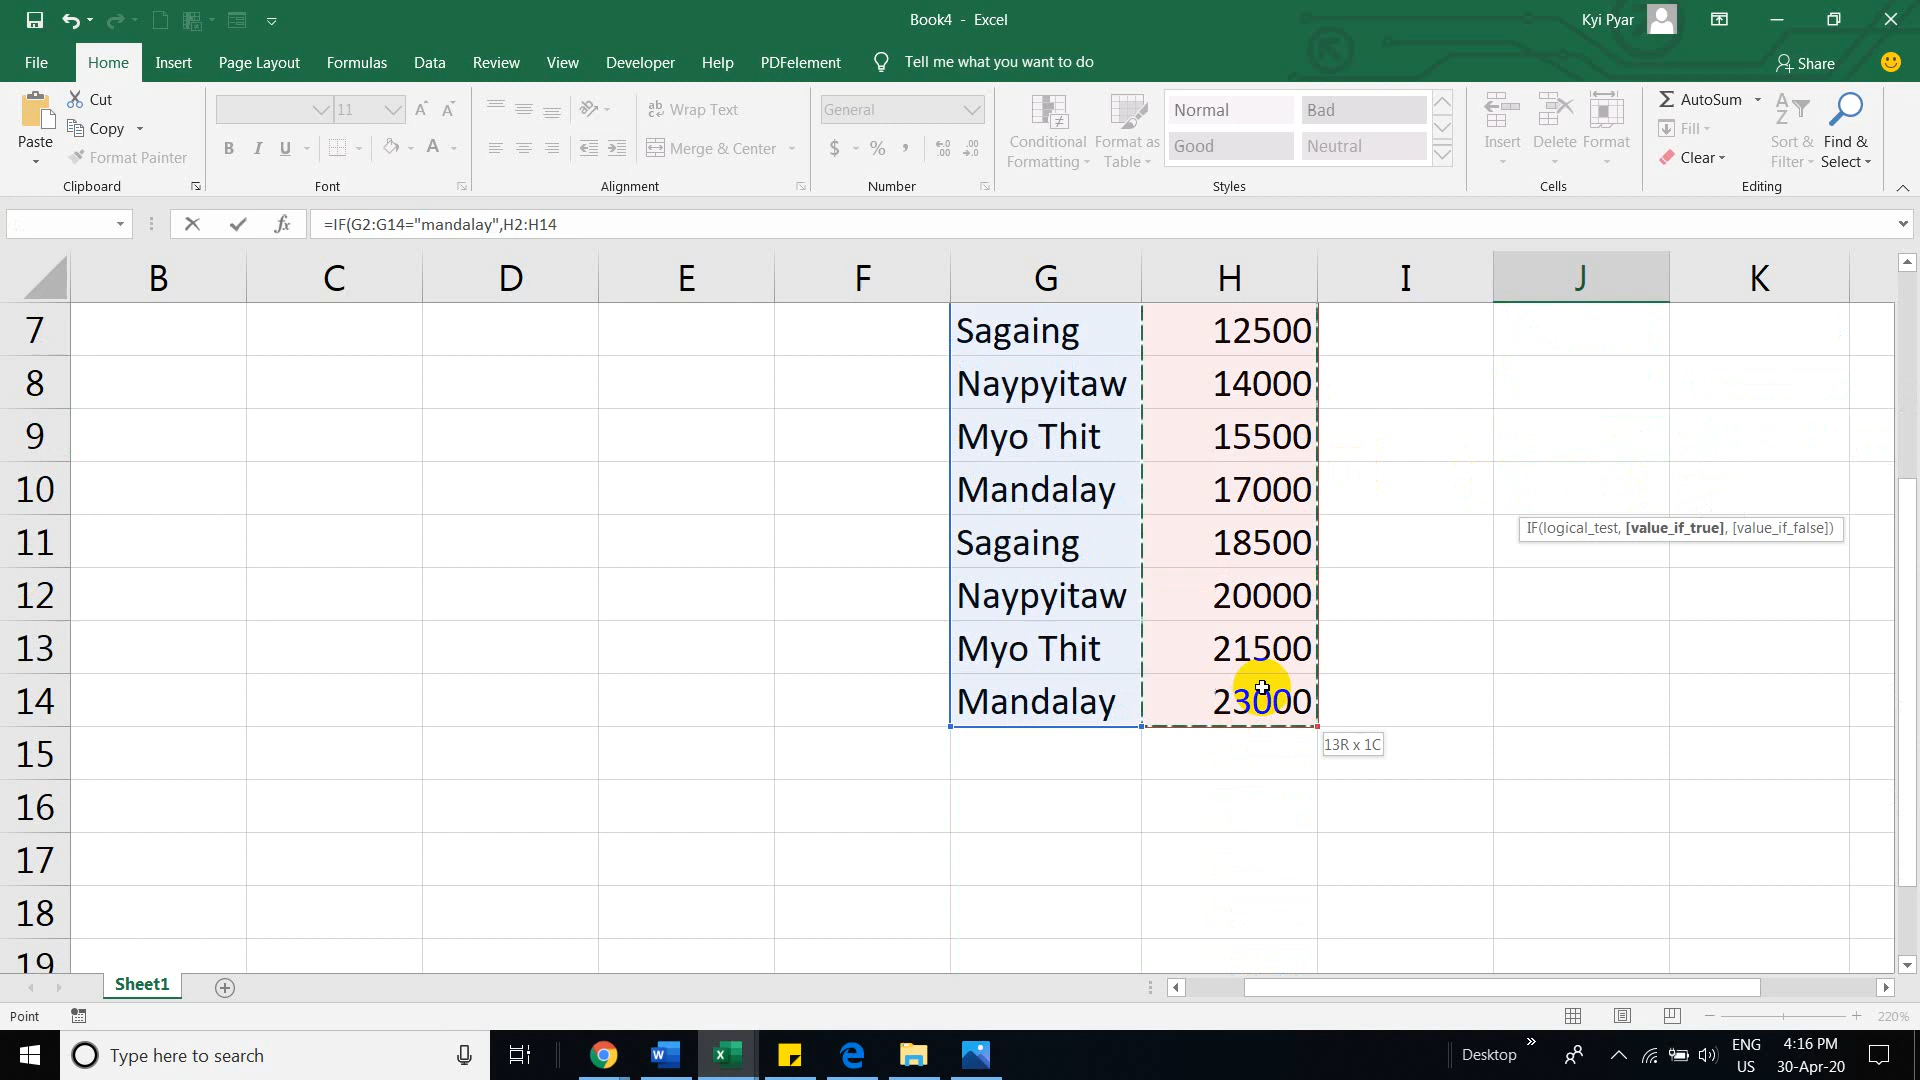 Book4 - Excel
Kyi Pyar
File Home Insert Page Layout Formulas Data Review View Developer Help PDFelement Tell me what you want to do
Share
Paste
Cut
Copy
Format Painter
Clipboard
11
B I U
Font
Wrap Text
Merge & Center
Alignment
General
$ % ,
Number
Conditional Formatting
Format as Table
Normal Bad
Good Neutral
Styles
Insert Delete Format
Cells
AutoSum
Fill
Clear
Sort & Filter
Find & Select
Editing
fx
=IF(G2:G14="mandalay",H2:H14
B C D E F G H I J K
7 Sagaing 12500
8 Naypyitaw 14000
9 Myo Thit 15500
10 Mandalay 17000
11 Sagaing 18500
IF(logical_test, [value_if_true], [value_if_false])
12 Naypyitaw 20000
13 Myo Thit 21500
14 Mandalay 23000
13R x 1C
15
16
17
18
19
Sheet1
Point
220%
Type here to search
Desktop
ENG
US
4:16 PM
30-Apr-20